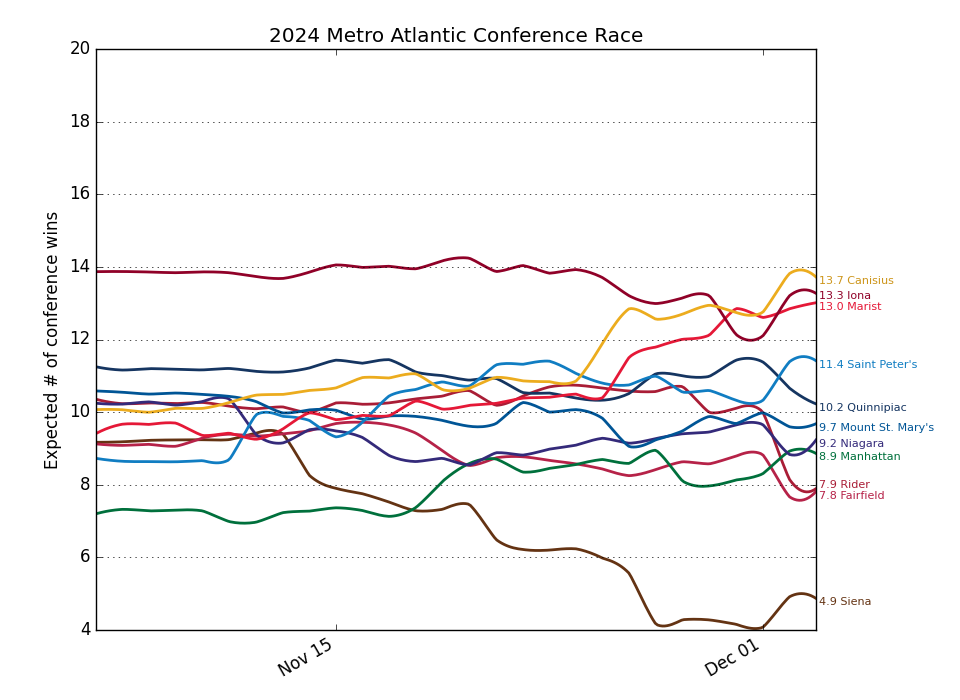 2024 Metro Atlantic Conference Race
Expected # of conference wins
20
18
16
14
12
10
8
6
4
Nov 15
Dec 01
13.7 Canisius
13.3 Iona
13.0 Marist
11.4 Saint Peter's
10.2 Quinnipiac
9.7 Mount St. Mary's
9.2 Niagara
8.9 Manhattan
7.9 Rider
7.8 Fairfield
4.9 Siena